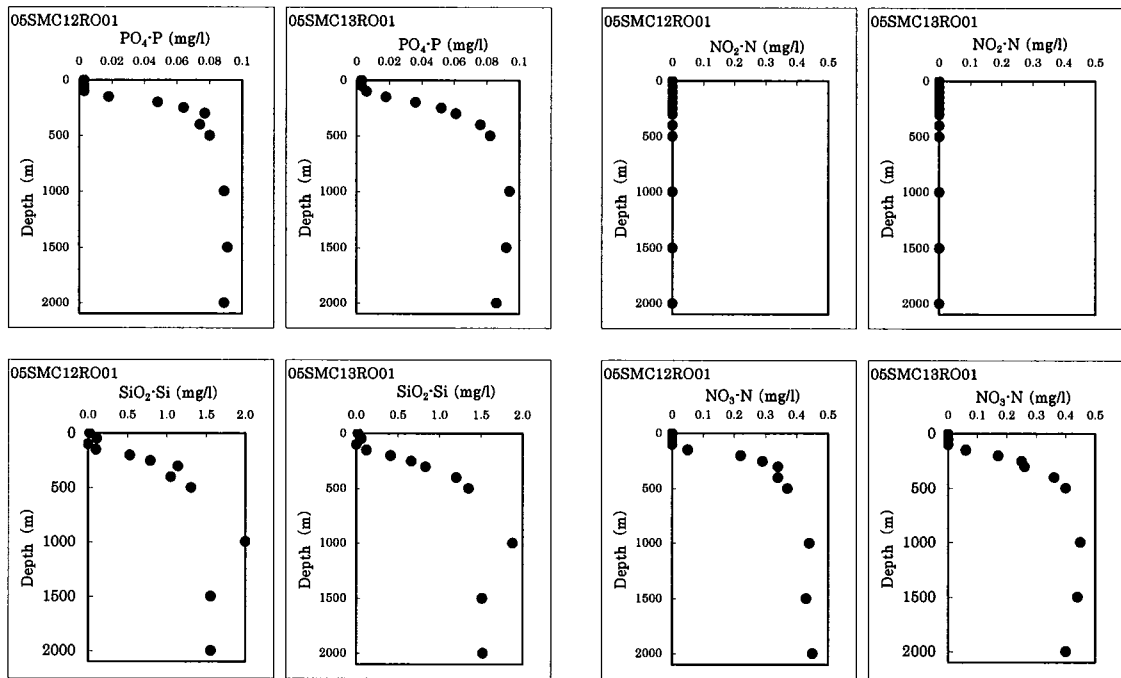 05SMC12RO01
PO4·P (mg/l)
0 0.02 0.04 0.06 0.08 0.1
0
500
1000
1500
2000
Depth (m)
05SMC13RO01
PO4·P (mg/l)
0 0.02 0.04 0.06 0.08 0.1
0
500
1000
1500
2000
Depth (m)
05SMC12RO01
NO2·N (mg/l)
0 0.1 0.2 0.3 0.4 0.5
0
500
1000
1500
2000
Depth (m)
05SMC13RO01
NO2·N (mg/l)
0 0.1 0.2 0.3 0.4 0.5
0
500
1000
1500
2000
Depth (m)
05SMC12RO01
SiO2·Si (mg/l)
0.0 0.5 1.0 1.5 2.0
0
500
1000
1500
2000
Depth (m)
05SMC13RO01
SiO2·Si (mg/l)
0.0 0.5 1.0 1.5 2.0
0
500
1000
1500
2000
Depth (m)
05SMC12RO01
NO3·N (mg/l)
0 0.1 0.2 0.3 0.4 0.5
0
500
1000
1500
2000
Depth (m)
05SMC13RO01
NO3·N (mg/l)
0 0.1 0.2 0.3 0.4 0.5
0
500
1000
1500
2000
Depth (m)